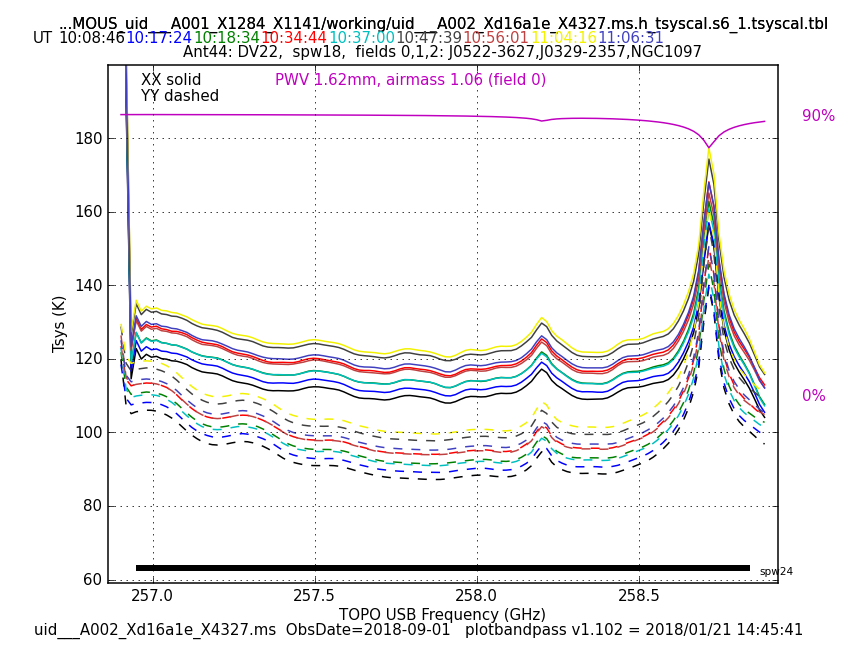 ...MOUS_uid___A001_X1284_X1141/working/uid___A002_Xd16a1e_X4327.ms.h_tsyscal.s6_1.tsyscal.tbl
UT 10:08:46 10:17:24 10:18:34 10:34:44 10:37:00 10:47:39 10:56:01 11:04:16 11:06:31
Ant44: DV22, spw18, fields 0,1,2: J0522-3627,J0329-2357,NGC1097
XX solid
PWV 1.62mm, airmass 1.06 (field 0)
YY dashed
90%
180
160
140
Tsys (K)
120
0%
100
80
60
spw24
257.0 257.5 258.0 258.5
TOPO USB Frequency (GHz)
uid___A002_Xd16a1e_X4327.ms ObsDate=2018-09-01 plotbandpass v1.102 = 2018/01/21 14:45:41